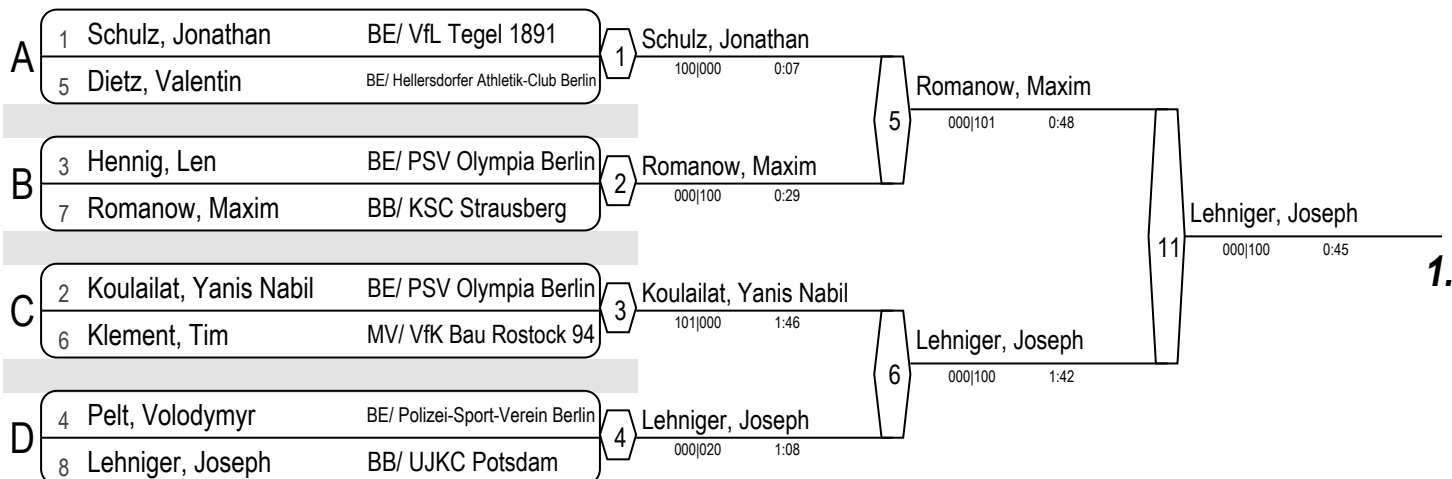 A
1 Schulz, Jonathan BE/ VfL Tegel 1891
5 Dietz, Valentin BE/ Hellersdorfer Athletik-Club Berlin
1
Schulz, Jonathan
100|000 0:07
B
3 Hennig, Len BE/ PSV Olympia Berlin
7 Romanow, Maxim BB/ KSC Strausberg
2
Romanow, Maxim
000|100 0:29
5
Romanow, Maxim
000|101 0:48
C
2 Koulailat, Yanis Nabil BE/ PSV Olympia Berlin
6 Klement, Tim MV/ VfK Bau Rostock 94
3
Koulailat, Yanis Nabil
101|000 1:46
D
4 Pelt, Volodymyr BE/ Polizei-Sport-Verein Berlin
8 Lehniger, Joseph BB/ UJKC Potsdam
4
Lehniger, Joseph
000|020 1:08
6
Lehniger, Joseph
000|100 1:42
11
Lehniger, Joseph
000|100 0:45
1.